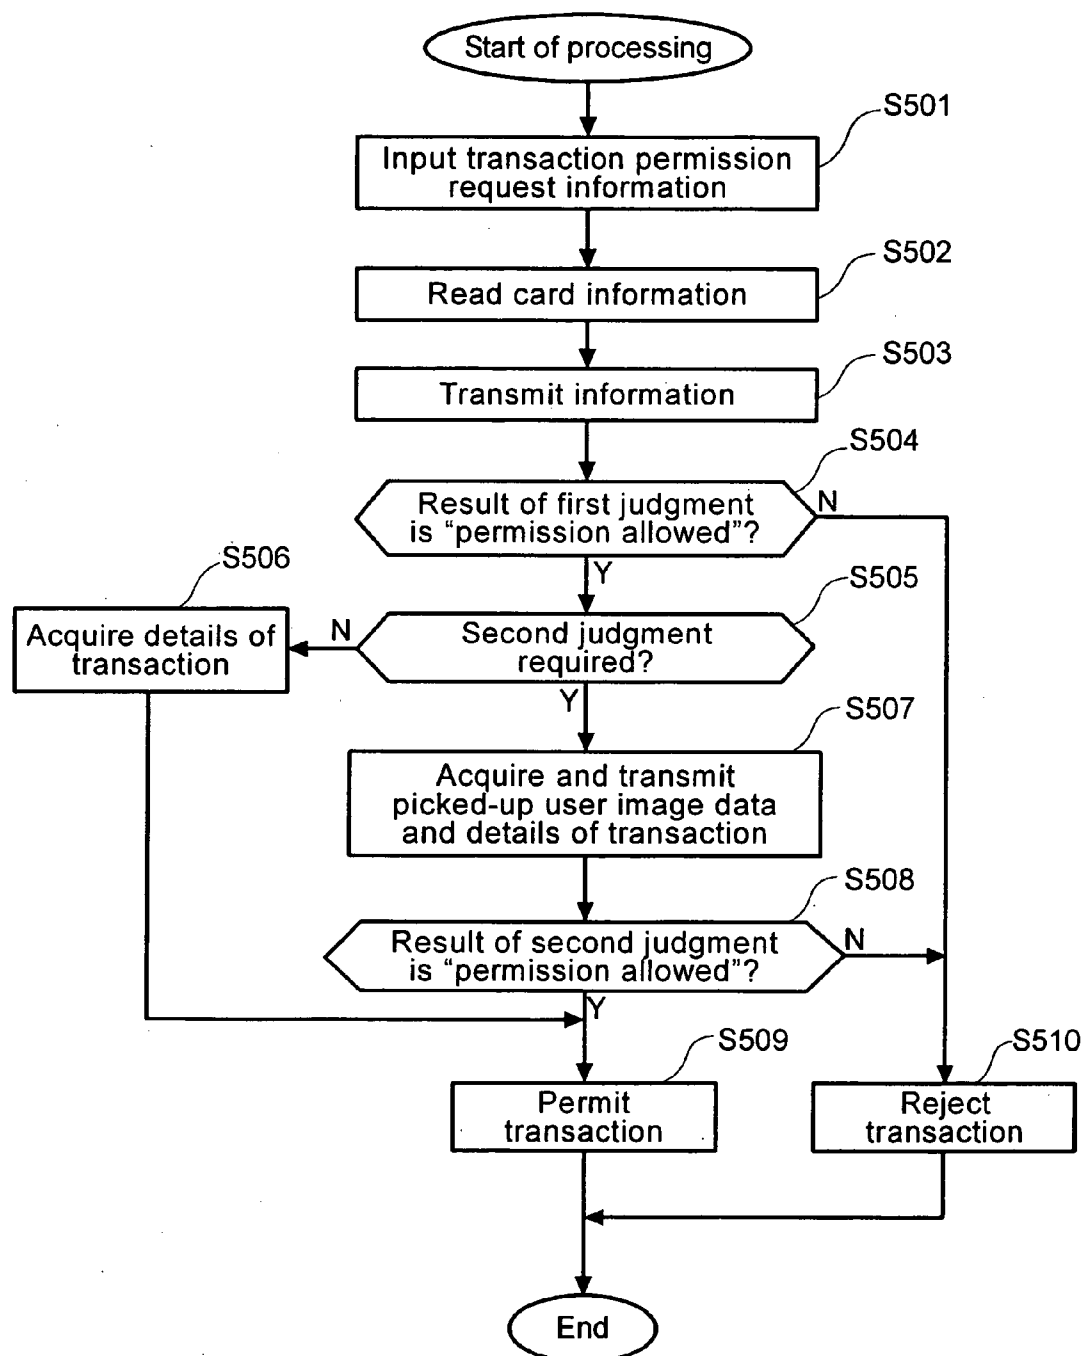 Start of processing
S501
Input transaction permission
request information
S502
Read card information
S503
Transmit information
S504
Result of first judgment
is “permission allowed”?
N
Y
S506
S505
Acquire details of
transaction
N
Second judgment
required?
Y
S507
Acquire and transmit
picked-up user image data
and details of transaction
S508
Result of second judgment
is “permission allowed”?
N
Y
S509
S510
Permit
transaction
Reject
transaction
End